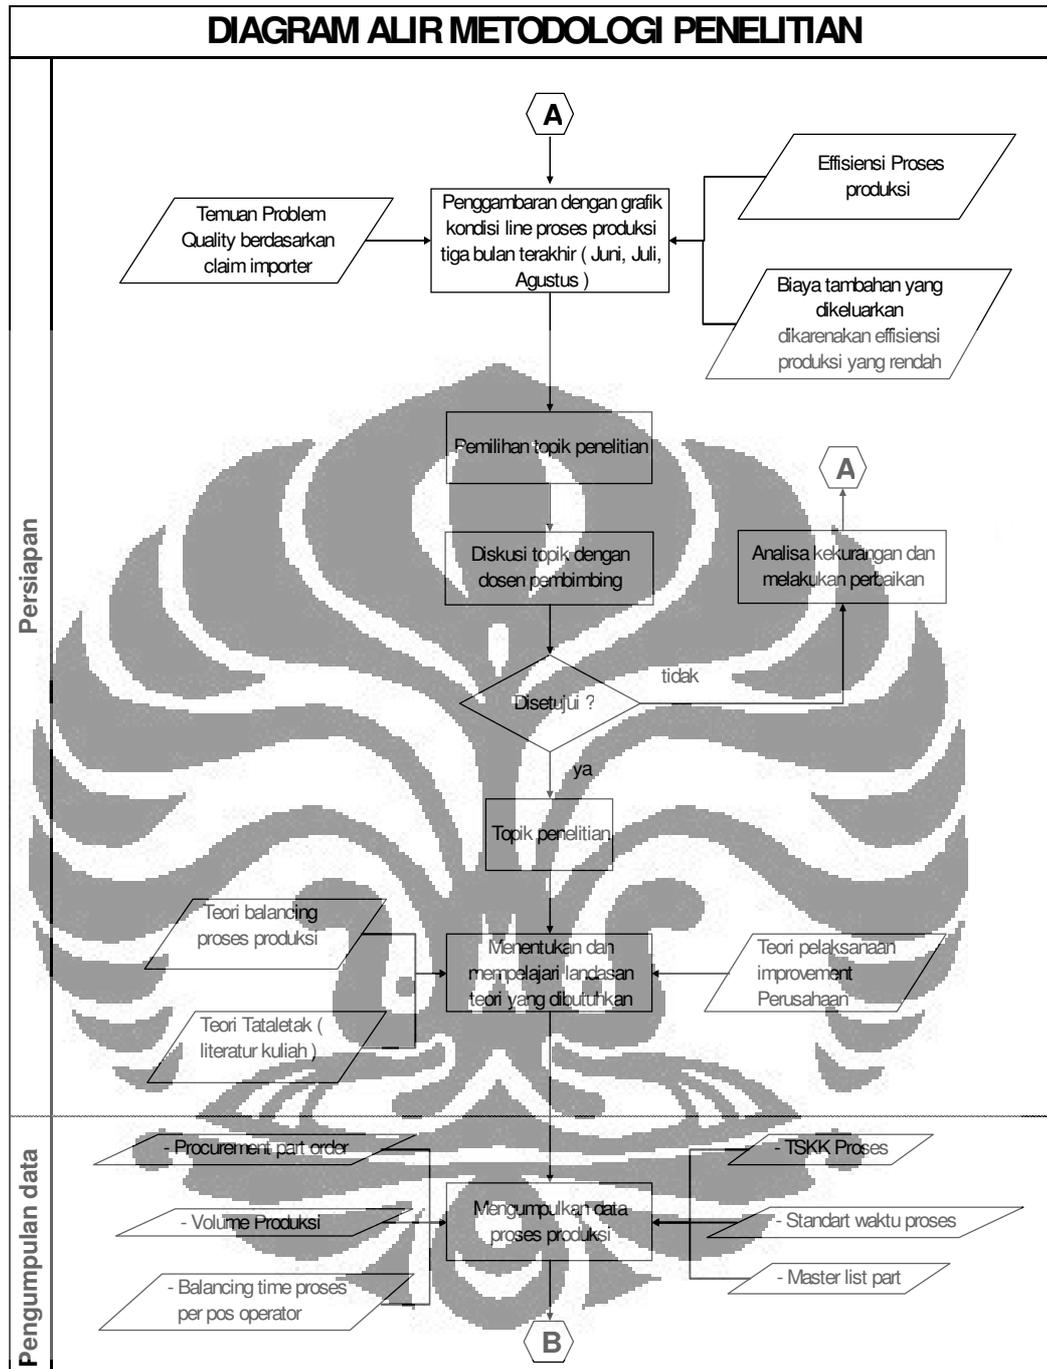 DIAGRAM ALIR METODOLOGI PENELITIAN
Persiapan
A
Temuan Problem
Quality berdasarkan
claim importer
Penggambaran dengan grafik
kondisi line proses produksi
tiga bulan terakhir ( Juni, Juli,
Agustus )
Effisiensi Proses
produksi
Biaya tambahan yang
dikeluarkan
dikarenakan effisiensi
produksi yang rendah
Pemilihan topik penelitian
Diskusi topik dengan
dosen pembimbing
A
Analisa kekurangan dan
melakukan perbaikan
Disetujui ?
tidak
ya
Topik penelitian
Teori balancing
proses produksi
Teori Tataletak (
literatur kuliah )
Menentukan dan
mempelajari landasan
teori yang dibutuhkan
Teori pelaksanaan
improvement
Perusahaan
Pengumpulan data
- Procurement part order
- Volume Produksi
- Balancing time proses
per pos operator
Mengumpulkan data
proses produksi
- TSKK Proses
- Standart waktu proses
- Master list part
B